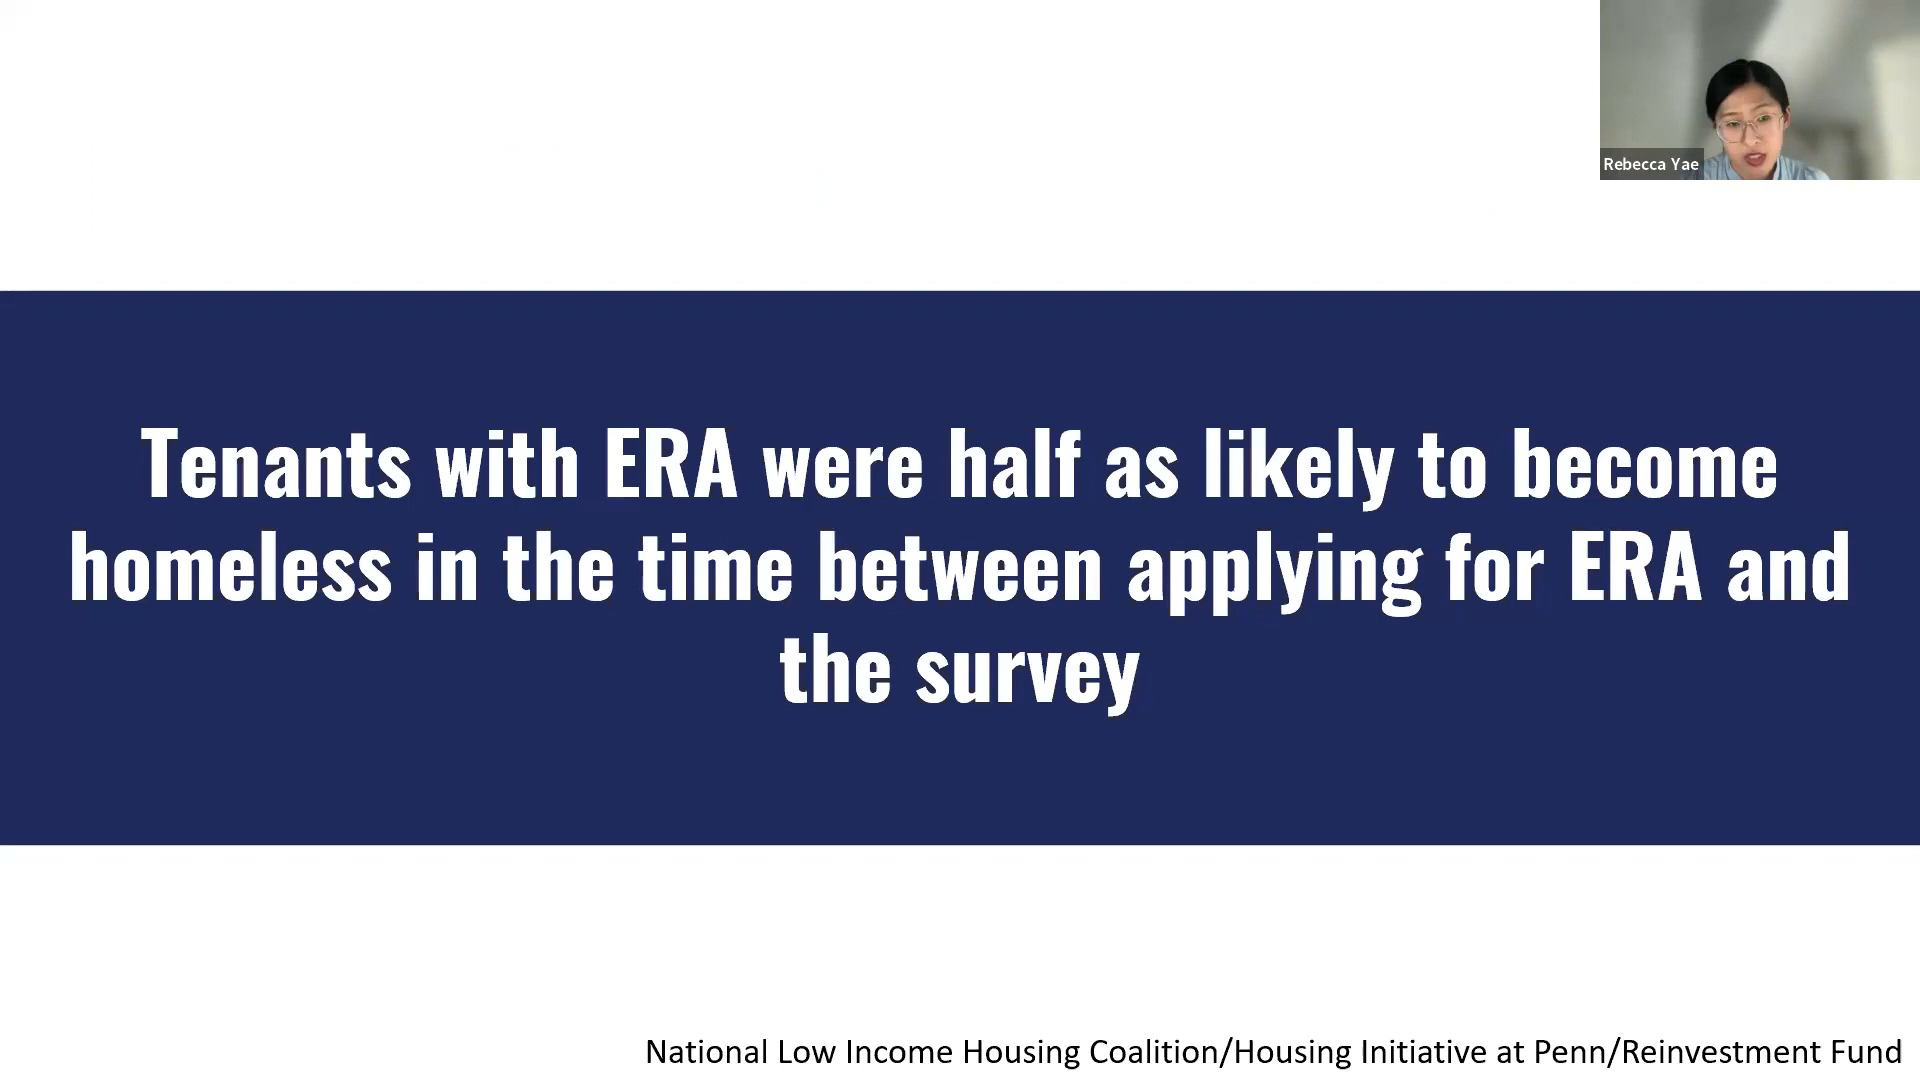 Rebecca Yae
Tenants with ERA were half as likely to become
homeless in the time between applying for ERA and
the survey
National Low Income Housing Coalition/Housing Initiative at Penn/Reinvestment Fund